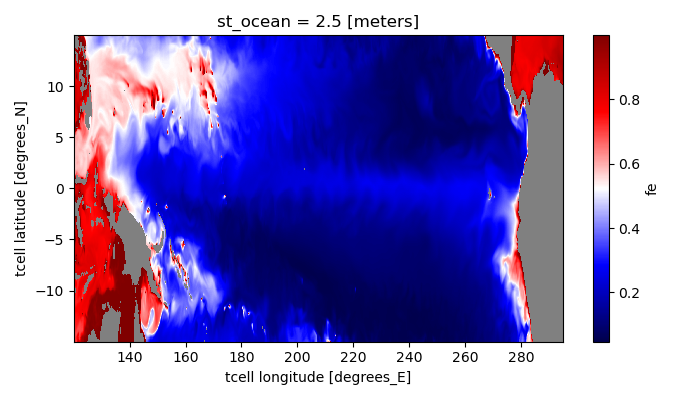 st_ocean = 2.5 [meters]
10
5
0
−5
−10
tcell latitude [degrees_N]
140 160 180 200 220 240 260 280
tcell longitude [degrees_E]
0.8
0.6
0.4
0.2
fe